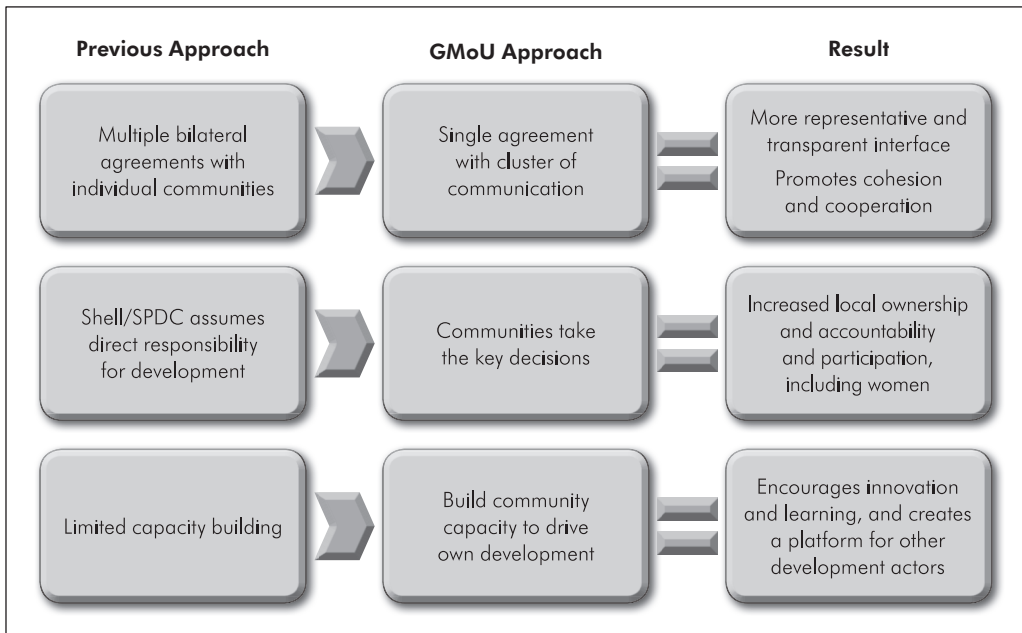 Previous Approach
GMoU Approach
Result
Multiple bilateral
agreements with
individual communities
Single agreement
with cluster of
communication
More representative and
transparent interface
Promotes cohesion
and cooperation
Shell/SPDC assumes
direct responsibility
for development
Communities take
the key decisions
Increased local ownership
and accountability
and participation,
including women
Limited capacity building
Build community
capacity to drive
own development
Encourages innovation
and learning, and creates
a platform for other
development actors